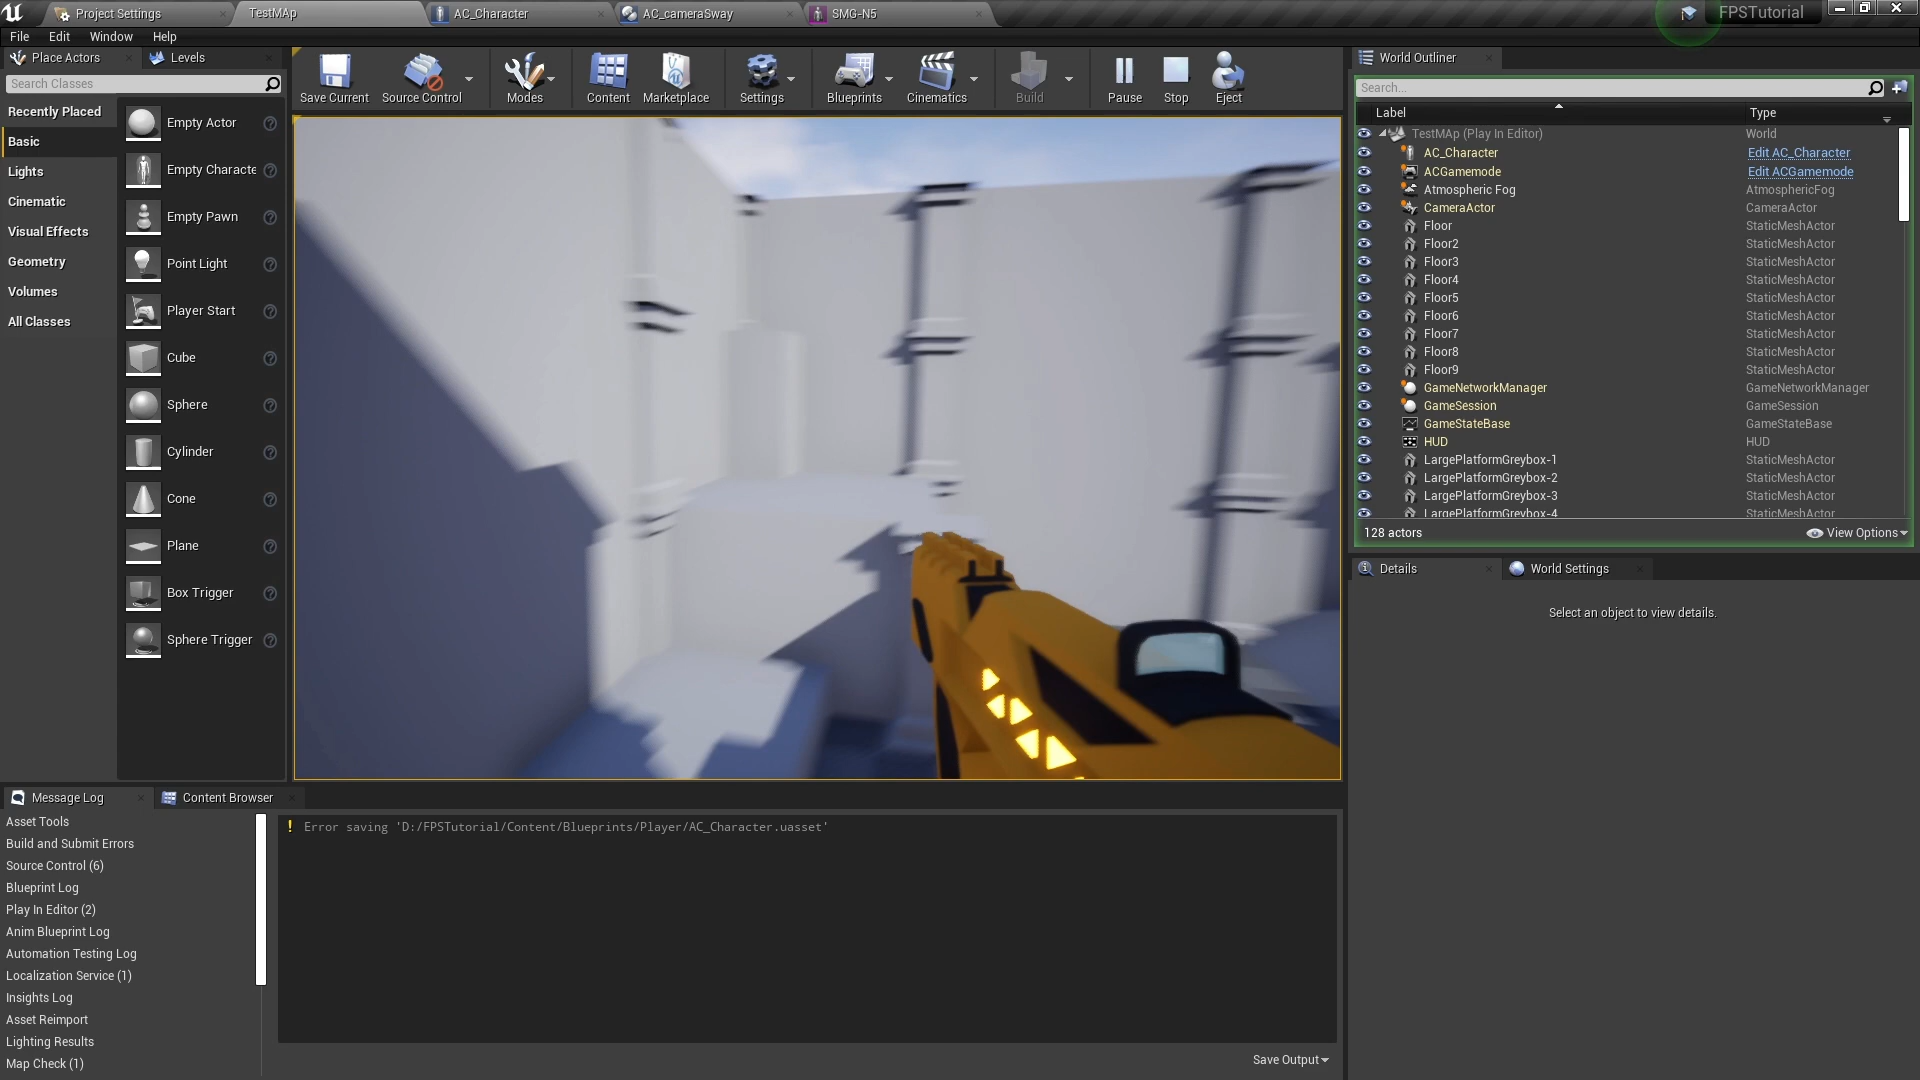 Project Settings
TestMAp
AC_Character
AC_cameraSway
SMG-N5
FPSTutorial
File
Edit
Window
Help
Place Actors
Levels
Search Classes
Recently Placed
Basic
Lights
Cinematic
Visual Effects
Geometry
Volumes
All Classes
Empty Actor
Empty Characte
Empty Pawn
Point Light
Player Start
Cube
Sphere
Cylinder
Cone
Plane
Box Trigger
Sphere Trigger
Save Current
Source Control
Modes
Content
Marketplace
Settings
Blueprints
Cinematics
Build
Pause
Stop
Eject
World Outliner
Search...
Label Type
TestMAp (Play In Editor) World
AC_Character Edit AC_Character
ACGamemode Edit ACGamemode
Atmospheric Fog AtmosphericFog
CameraActor CameraActor
Floor StaticMeshActor
Floor2 StaticMeshActor
Floor3 StaticMeshActor
Floor4 StaticMeshActor
Floor5 StaticMeshActor
Floor6 StaticMeshActor
Floor7 StaticMeshActor
Floor8 StaticMeshActor
Floor9 StaticMeshActor
GameNetworkManager GameNetworkManager
GameSession GameSession
GameStateBase GameStateBase
HUD HUD
LargePlatformGreybox-1 StaticMeshActor
LargePlatformGreybox-2 StaticMeshActor
LargePlatformGreybox-3 StaticMeshActor
LargePlatformGreybox-4 StaticMeshActor
128 actors
View Options
Details
World Settings
Select an object to view details.
Message Log
Content Browser
Asset Tools
Build and Submit Errors
Source Control (6)
Blueprint Log
Play In Editor (2)
Anim Blueprint Log
Automation Testing Log
Localization Service (1)
Insights Log
Asset Reimport
Lighting Results
Map Check (1)
Error saving 'D:/FPSTutorial/Content/Blueprints/Player/AC_Character.uasset'
Save Output